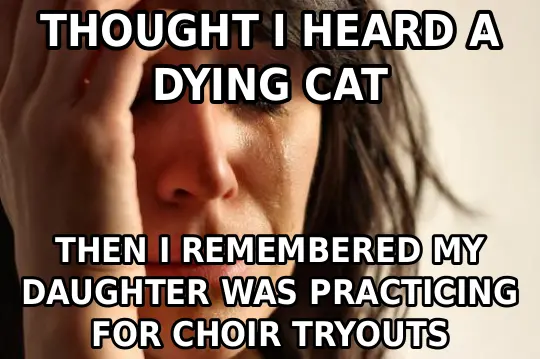 THOUGHT I HEARD A
DYING CAT
THEN I REMEMBERED MY
DAUGHTER WAS PRACTICING
FOR CHOIR TRYOUTS